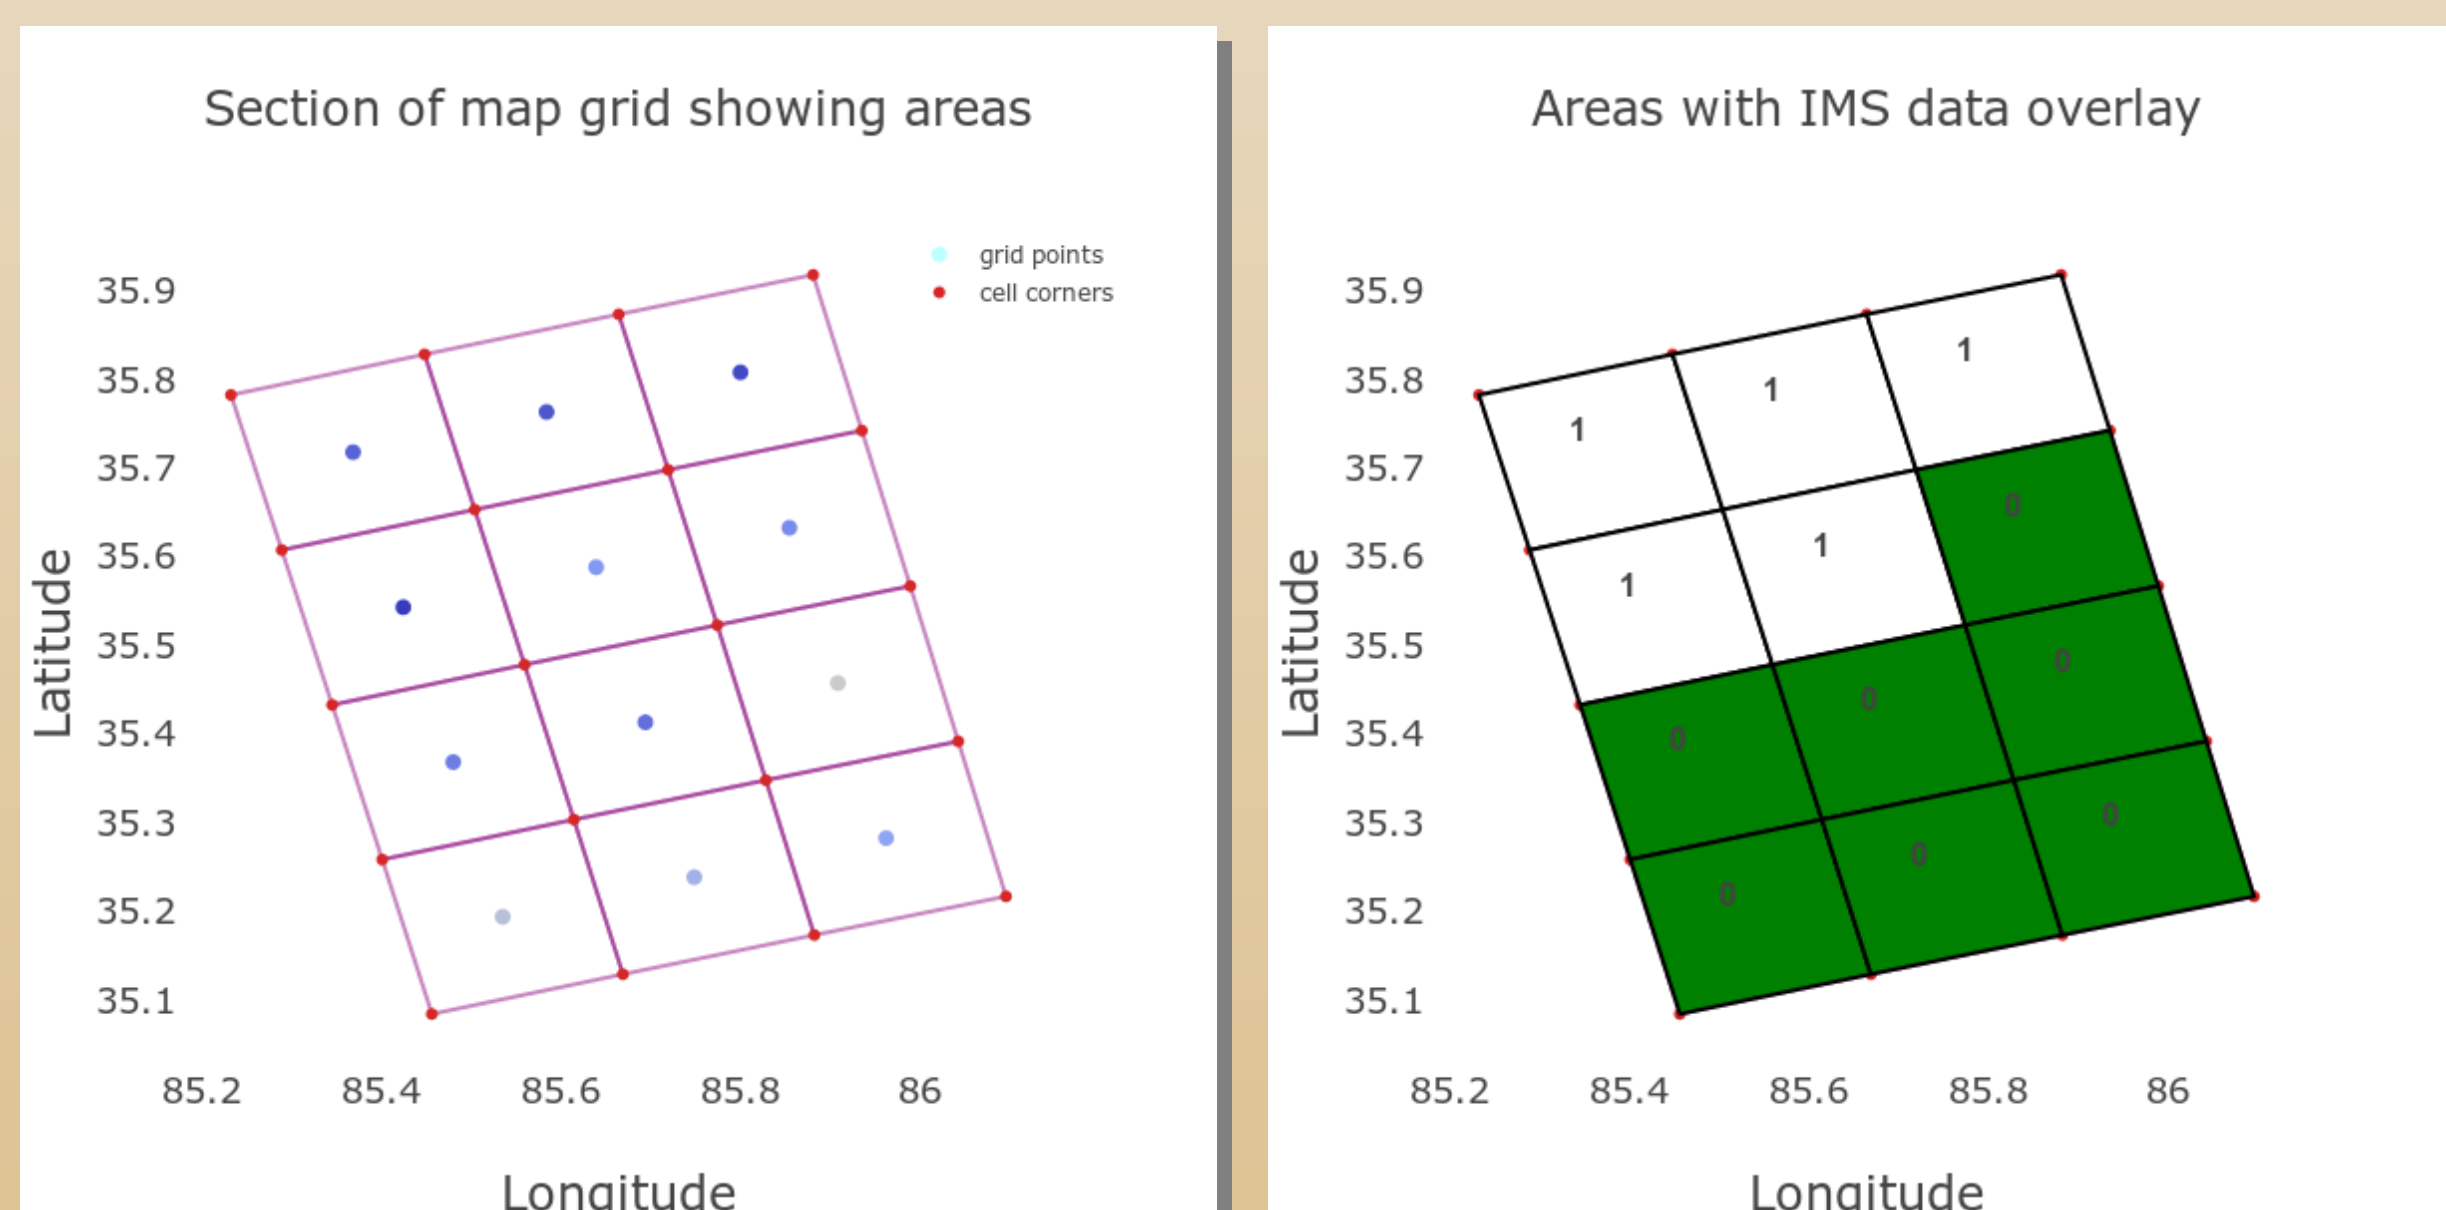 Section of map grid showing areas
grid points
cell corners
35.9
35.8
35.7
35.6
35.5
35.4
35.3
35.2
35.1
Latitude
85.2 85.4 85.6 85.8 86
Longitude
Areas with IMS data overlay
35.9
35.8
35.7
35.6
35.5
35.4
35.3
35.2
35.1
Latitude
1 1 1
1 1 0
0 0 0
0 0 0
85.2 85.4 85.6 85.8 86
Longitude